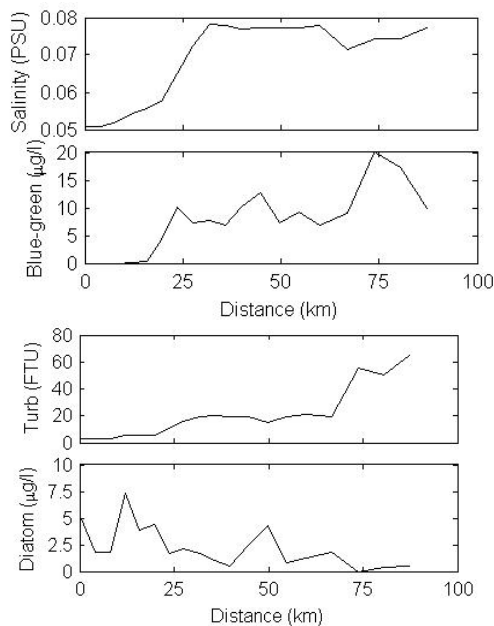 0.08
0.07
0.06
0.05
Salinity (PSU)
20
15
10
5
0
Blue-green (µg/l)
0 25 50 75 100
Distance (km)
80
60
40
20
0
Turb (FTU)
10
7.5
5
2.5
0
Diatom (µg/l)
0 25 50 75 100
Distance (km)